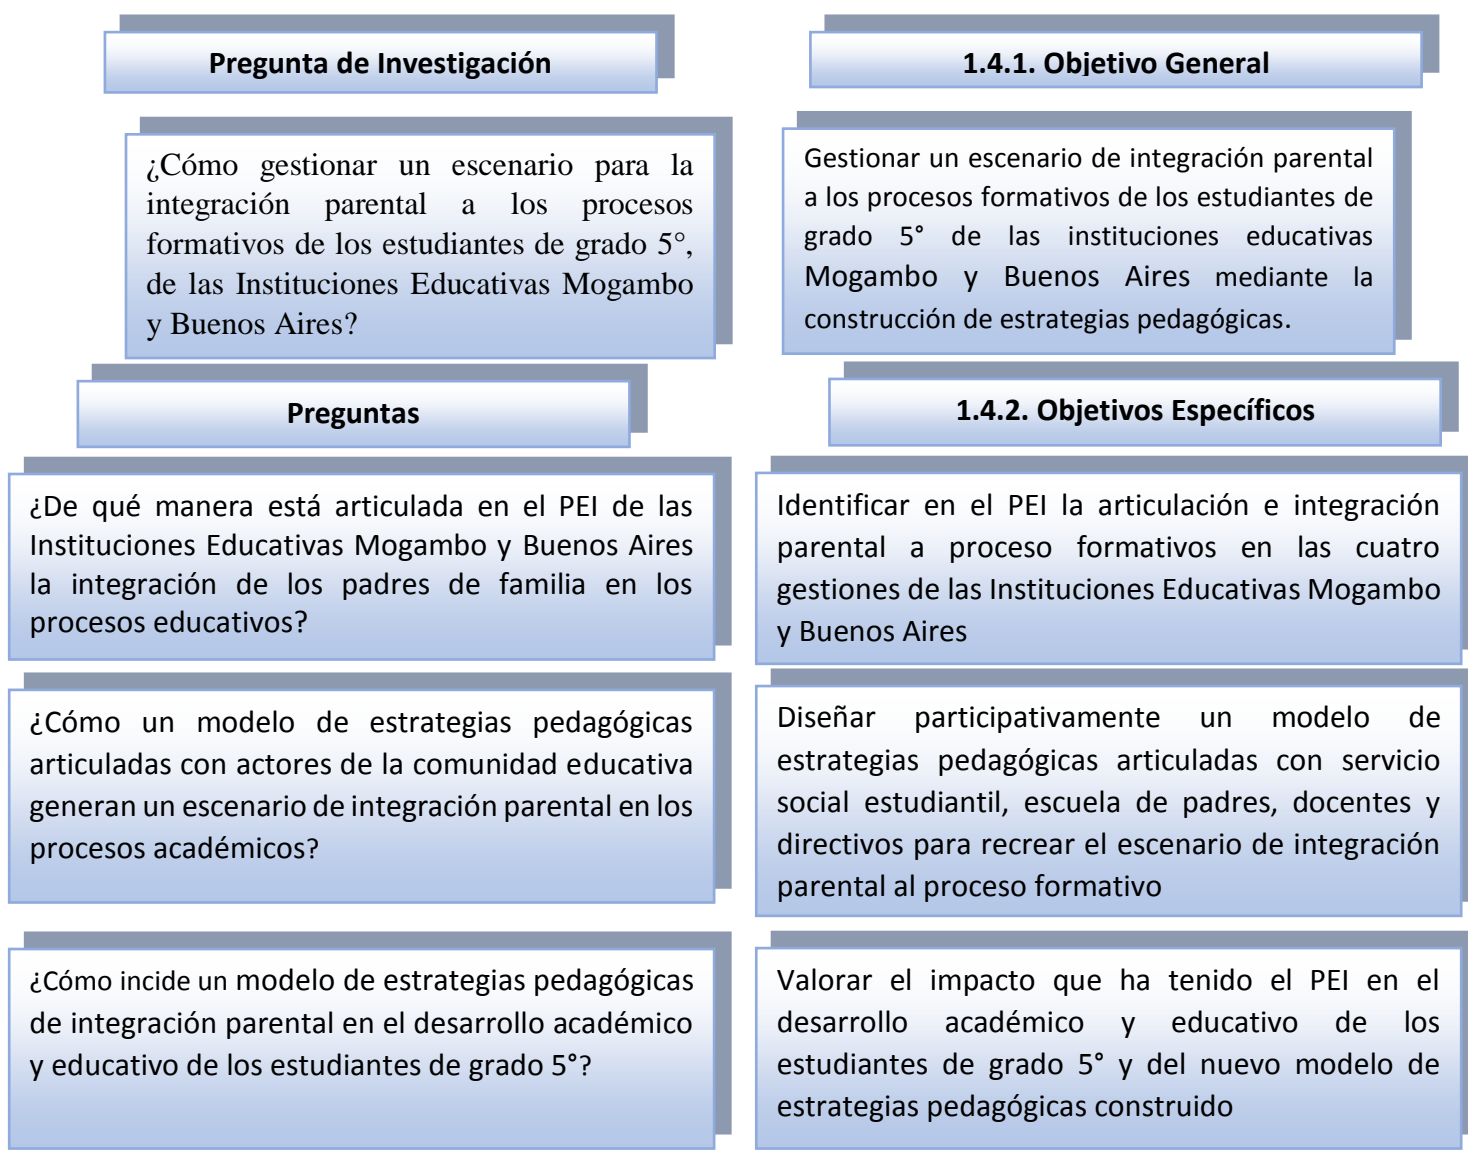 Pregunta de Investigación
1.4.1. Objetivo General
¿Cómo gestionar un escenario para la
integración parental a los procesos
formativos de los estudiantes de grado 5°,
de las Instituciones Educativas Mogambo
y Buenos Aires?
Gestionar un escenario de integración parental
a los procesos formativos de los estudiantes de
grado 5° de las instituciones educativas
Mogambo y Buenos Aires mediante la
construcción de estrategias pedagógicas.
Preguntas
1.4.2. Objetivos Específicos
¿De qué manera está articulada en el PEI de las
Instituciones Educativas Mogambo y Buenos Aires
la integración de los padres de familia en los
procesos educativos?
Identificar en el PEI la articulación e integración
parental a proceso formativos en las cuatro
gestiones de las Instituciones Educativas Mogambo
y Buenos Aires
¿Cómo un modelo de estrategias pedagógicas
articuladas con actores de la comunidad educativa
generan un escenario de integración parental en los
procesos académicos?
Diseñar participativamente un modelo de
estrategias pedagógicas articuladas con servicio
social estudiantil, escuela de padres, docentes y
directivos para recrear el escenario de integración
parental al proceso formativo
¿Cómo incide un modelo de estrategias pedagógicas
de integración parental en el desarrollo académico
y educativo de los estudiantes de grado 5°?
Valorar el impacto que ha tenido el PEI en el
desarrollo académico y educativo de los
estudiantes de grado 5° y del nuevo modelo de
estrategias pedagógicas construido